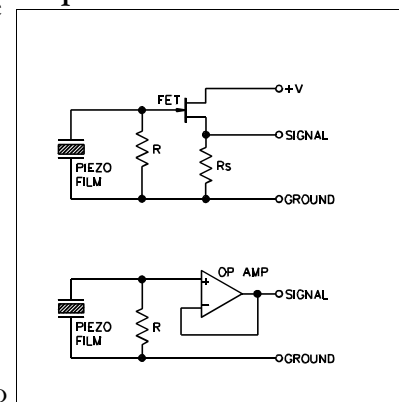 FET
+V
SIGNAL
PIEZO
FILM
R
Rs
GROUND
OP AMP
+
−
SIGNAL
PIEZO
FILM
R
GROUND